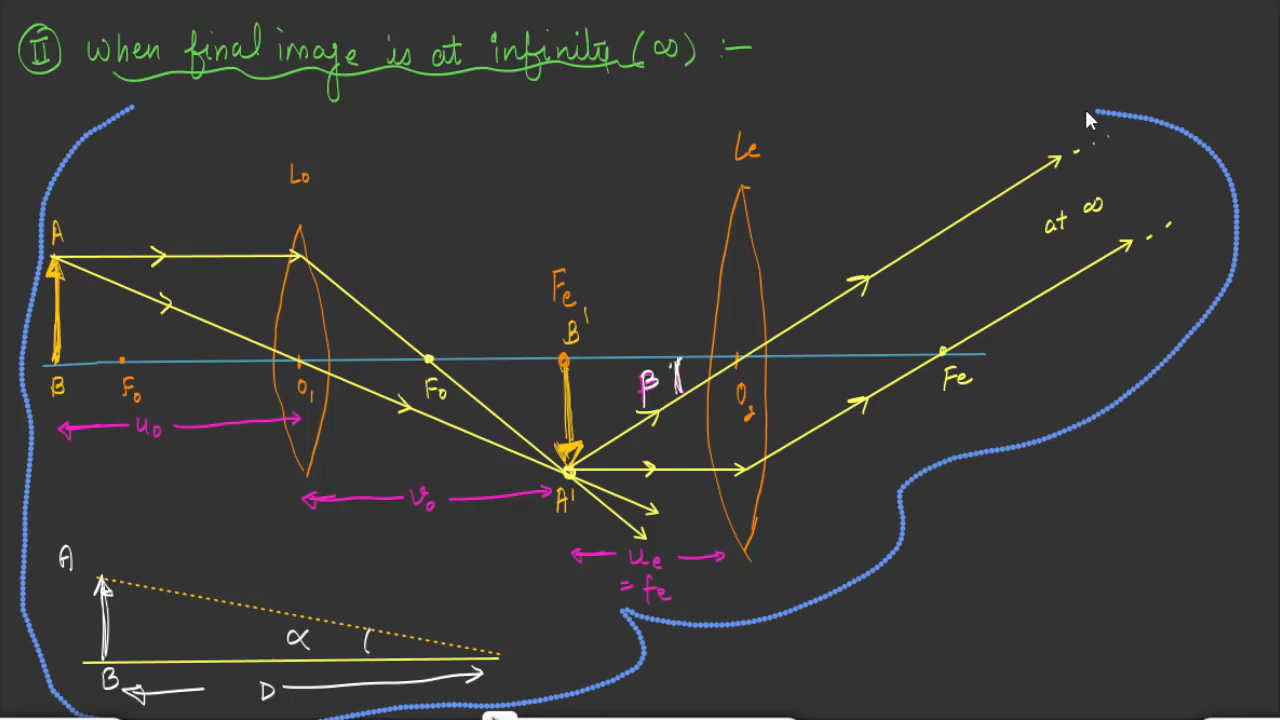 II when final image is at infinity (∞) :-
Lo
Le
A
at ∞
Fe
B'
B
Fo
O1
Fo
β
O2
Fe
uo
vo
A'
ue
= fe
A
α
B
D